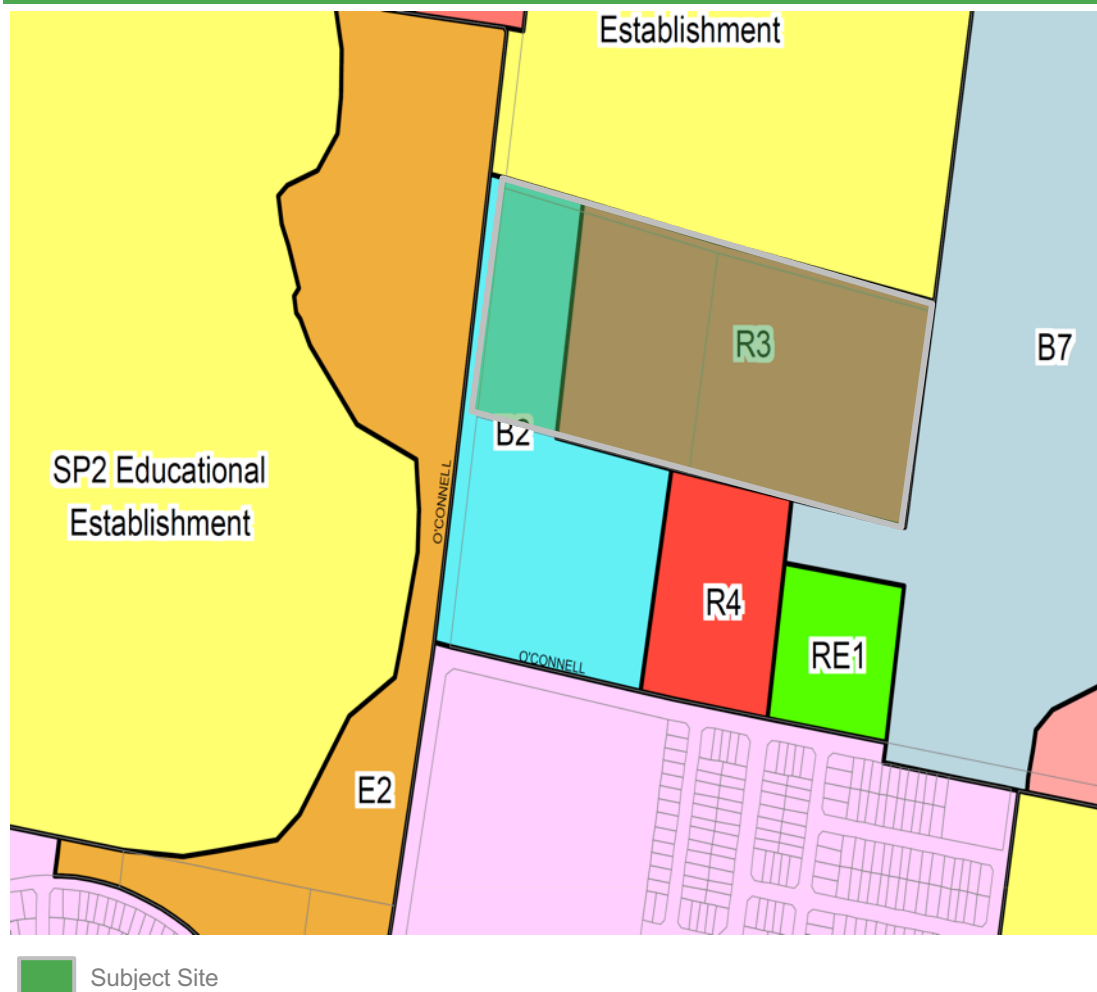 Establishment
R3
B7
B2
SP2 Educational
Establishment
O'CONNELL
R4
RE1
O'CONNELL
E2
Subject Site